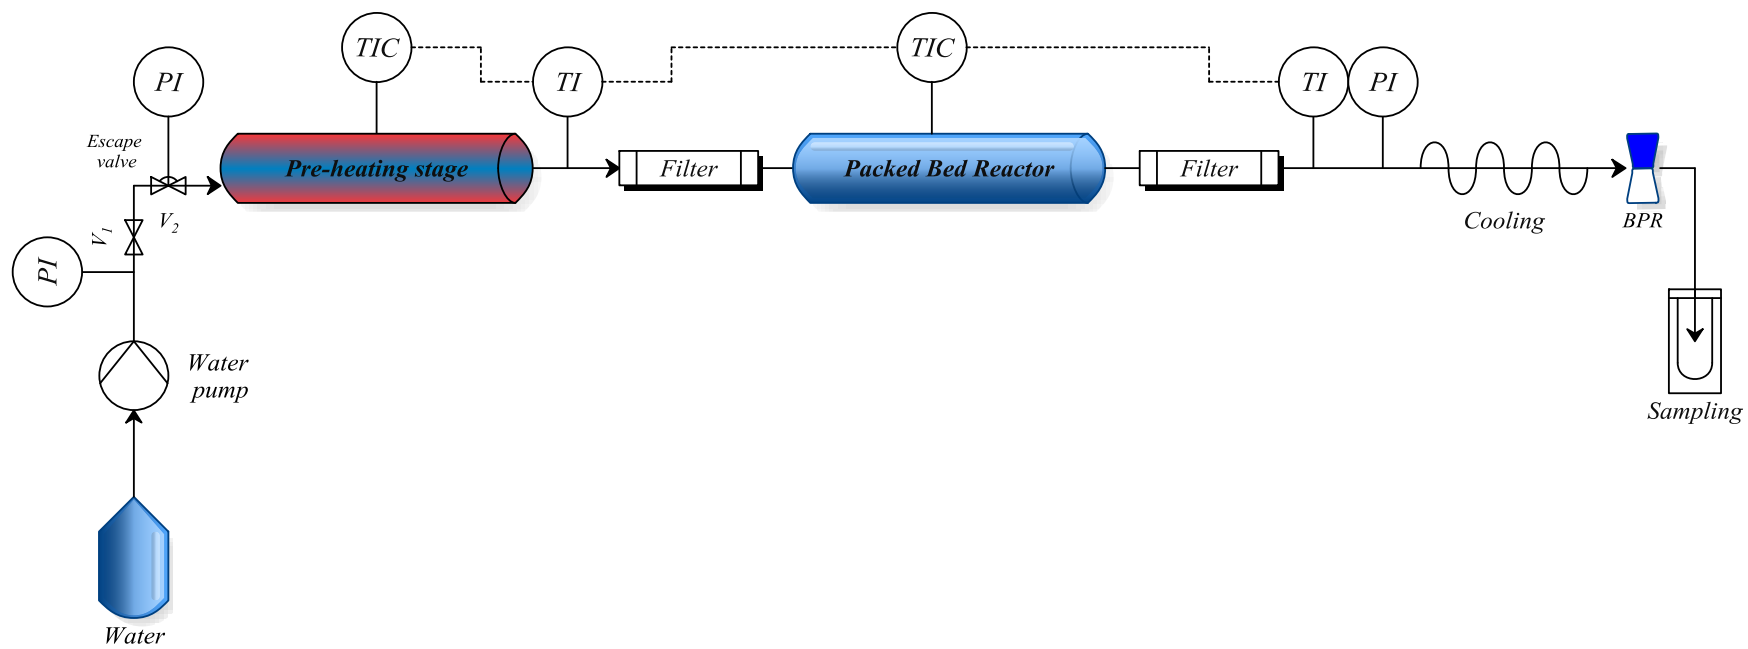 TIC
TIC
PI
TI
TI
PI
Escape
valve
Pre-heating stage
Filter
Packed Bed Reactor
Filter
V1
V2
Cooling
BPR
PI
Water
pump
Sampling
Water